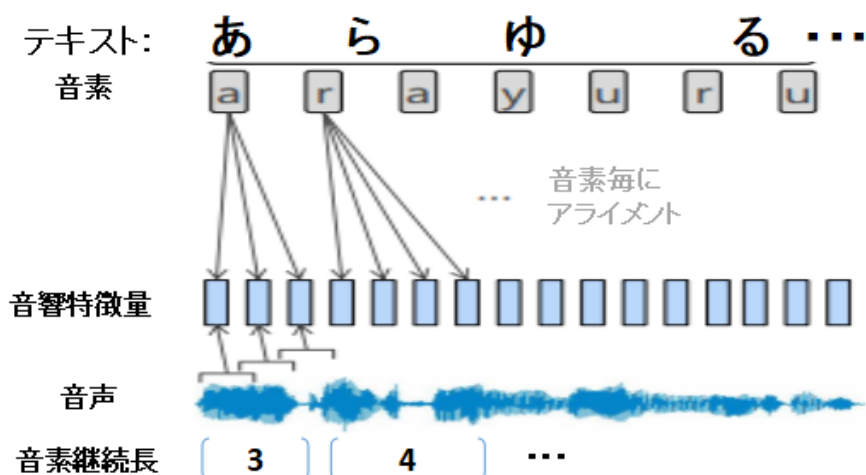 テキスト: あ ら ゆ る ・・・
音素 a r a y u r u
... 音素毎に
アライメント
音響特徴量
音声
音素継続長 3 4 ・・・